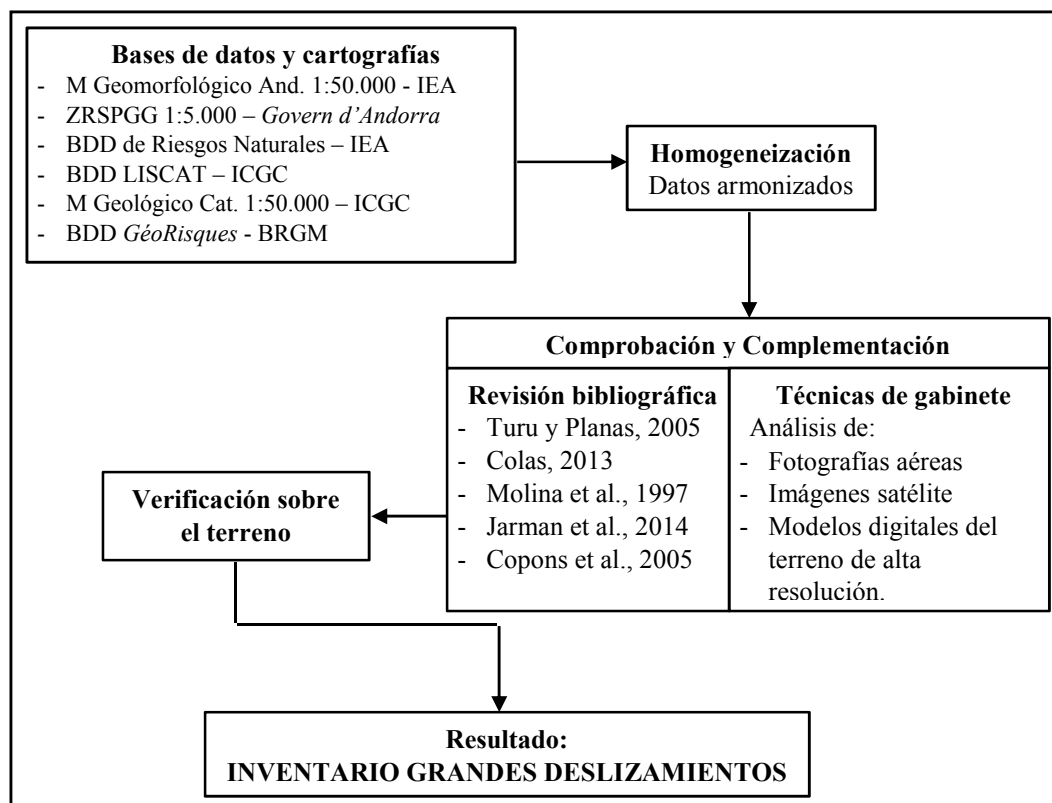 Bases de datos y cartografías
- M Geomorfológico And. 1:50.000 - IEA
- ZRSPGG 1:5.000 – Govern d’Andorra
- BDD de Riesgos Naturales – IEA
- BDD LISCAT – ICGC
- M Geológico Cat. 1:50.000 – ICGC
- BDD GéoRisques - BRGM
Homogeneización
Datos armonizados
Comprobación y Complementación
Revisión bibliográfica
- Turu y Planas, 2005
- Colas, 2013
- Molina et al., 1997
- Jarman et al., 2014
- Copons et al., 2005
Técnicas de gabinete
Análisis de:
- Fotografías aéreas
- Imágenes satélite
- Modelos digitales del
terreno de alta
resolución.
Verificación sobre
el terreno
Resultado:
INVENTARIO GRANDES DESLIZAMIENTOS